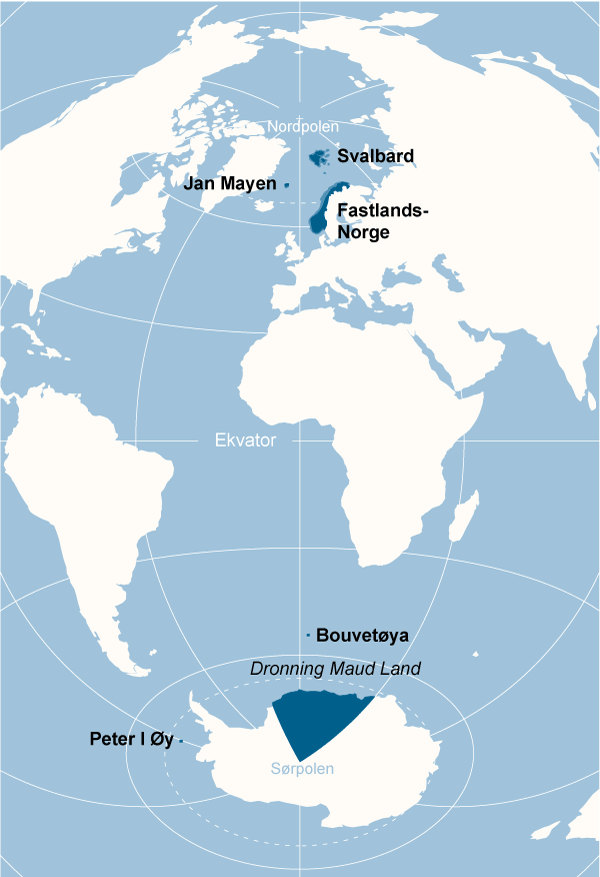 Nordpolen
Svalbard
Jan Mayen
Fastlands-
Norge
Ekvator
Bouvetøya
Dronning Maud Land
Peter I Øy
Sørpolen